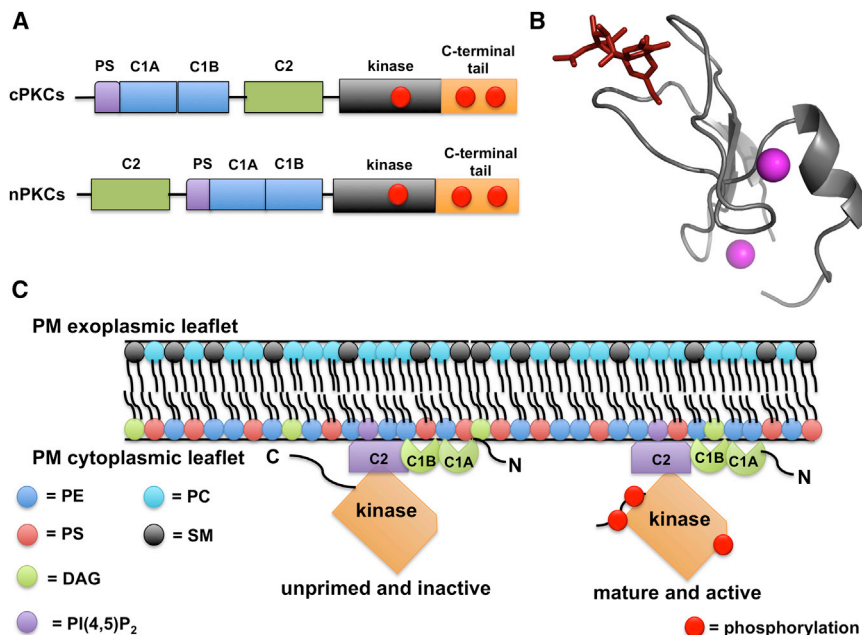 A
PS C1A C1B C2 kinase C-terminal tail
cPKCs
C2 PS C1A C1B kinase C-terminal tail
nPKCs
B
C
PM exoplasmic leaflet
PM cytoplasmic leaflet
C C2 C1B C1A N
kinase
unprimed and inactive
C2 C1B C1A N
kinase
mature and active
= PE
= PC
= PS
= SM
= DAG
= PI(4,5)P₂
= phosphorylation